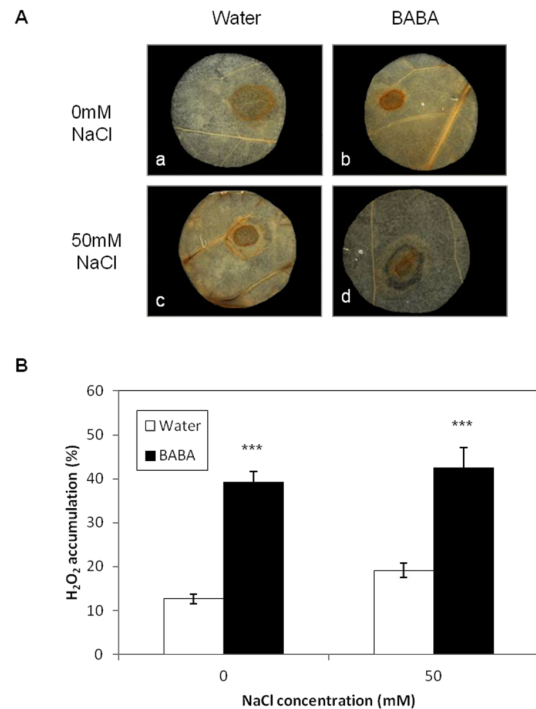 A
Water BABA
0mM
NaCl
a b
50mM
NaCl
c d
B
60
50
40
30
20
10
0
H₂O₂ accumulation (%)
Water
BABA
*** ***
0 50
NaCl concentration (mM)